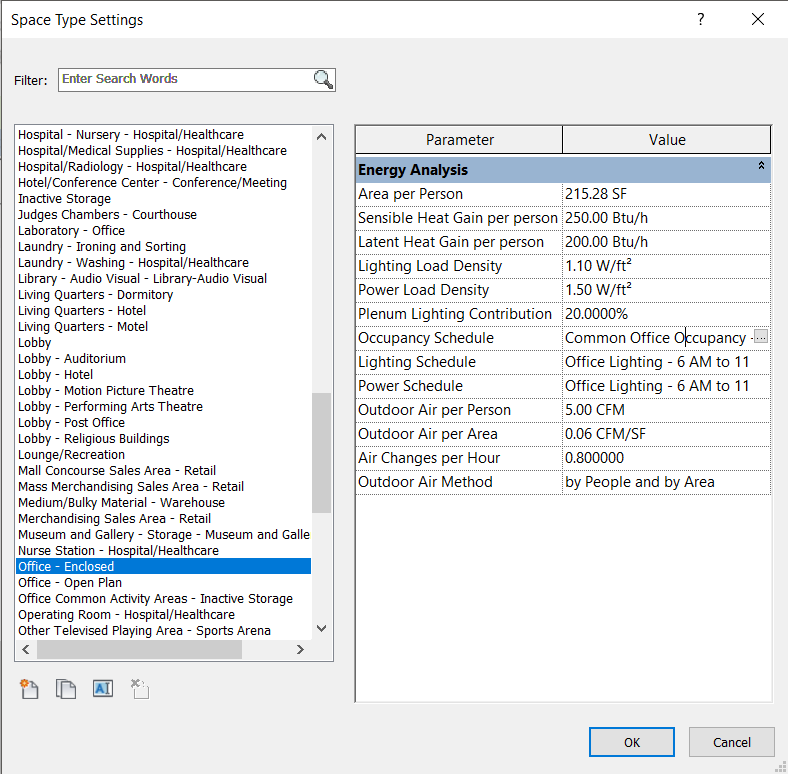 Space Type Settings
?
Filter:
Enter Search Words
Hospital - Nursery - Hospital/Healthcare
Hospital/Medical Supplies - Hospital/Healthcare
Hospital/Radiology - Hospital/Healthcare
Hotel/Conference Center - Conference/Meeting
Inactive Storage
Judges Chambers - Courthouse
Laboratory - Office
Laundry - Ironing and Sorting
Laundry - Washing - Hospital/Healthcare
Library - Audio Visual - Library-Audio Visual
Living Quarters - Dormitory
Living Quarters - Hotel
Living Quarters - Motel
Lobby
Lobby - Auditorium
Lobby - Hotel
Lobby - Motion Picture Theatre
Lobby - Performing Arts Theatre
Lobby - Post Office
Lobby - Religious Buildings
Lounge/Recreation
Mall Concourse Sales Area - Retail
Mass Merchandising Sales Area - Retail
Medium/Bulky Material - Warehouse
Merchandising Sales Area - Retail
Museum and Gallery - Storage - Museum and Galle
Nurse Station - Hospital/Healthcare
Office - Enclosed
Office - Open Plan
Office Common Activity Areas - Inactive Storage
Operating Room - Hospital/Healthcare
Other Televised Playing Area - Sports Arena
Parameter Value
Energy Analysis
Area per Person 215.28 SF
Sensible Heat Gain per person 250.00 Btu/h
Latent Heat Gain per person 200.00 Btu/h
Lighting Load Density 1.10 W/ft²
Power Load Density 1.50 W/ft²
Plenum Lighting Contribution 20.0000%
Occupancy Schedule Common Office Occupancy - ...
Lighting Schedule Office Lighting - 6 AM to 11
Power Schedule Office Lighting - 6 AM to 11
Outdoor Air per Person 5.00 CFM
Outdoor Air per Area 0.06 CFM/SF
Air Changes per Hour 0.800000
Outdoor Air Method by People and by Area
AI
OK Cancel